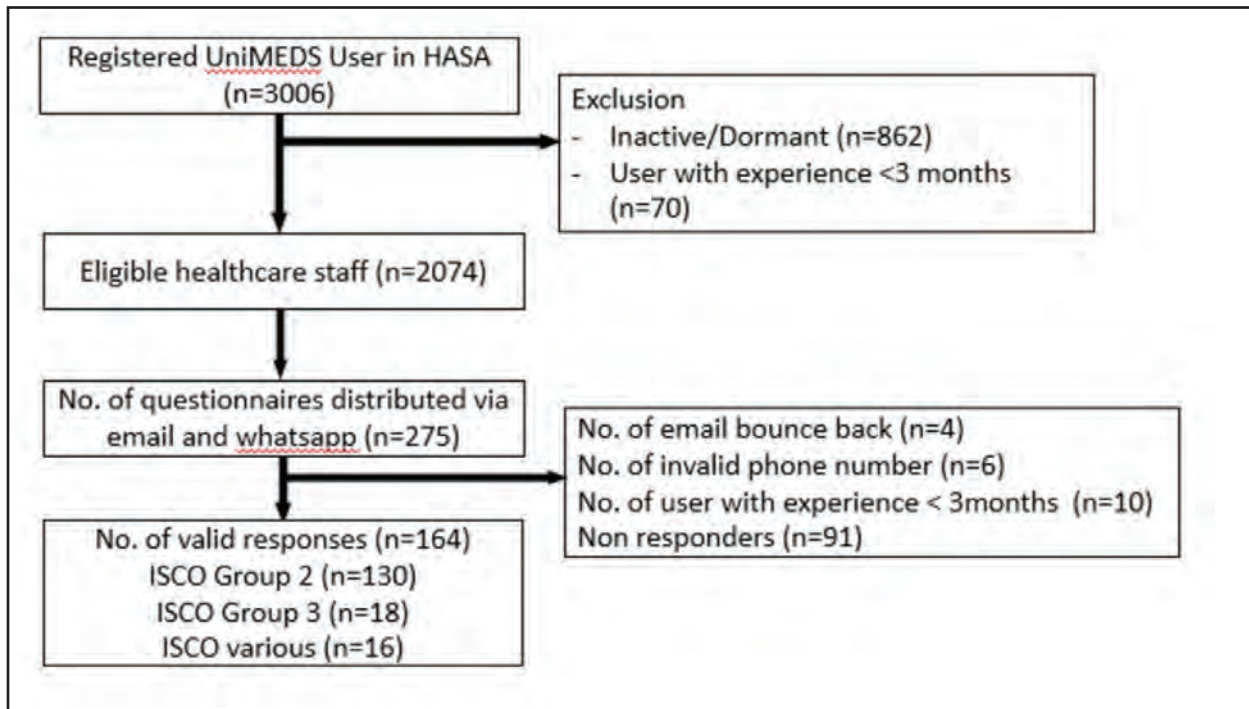 Registered UniMEDS User in HASA
(n=3006)
Exclusion
- Inactive/Dormant (n=862)
- User with experience <3 months
(n=70)
Eligible healthcare staff (n=2074)
No. of questionnaires distributed via
email and whatsapp (n=275)
No. of email bounce back (n=4)
No. of invalid phone number (n=6)
No. of user with experience < 3months (n=10)
Non responders (n=91)
No. of valid responses (n=164)
ISCO Group 2 (n=130)
ISCO Group 3 (n=18)
ISCO various (n=16)